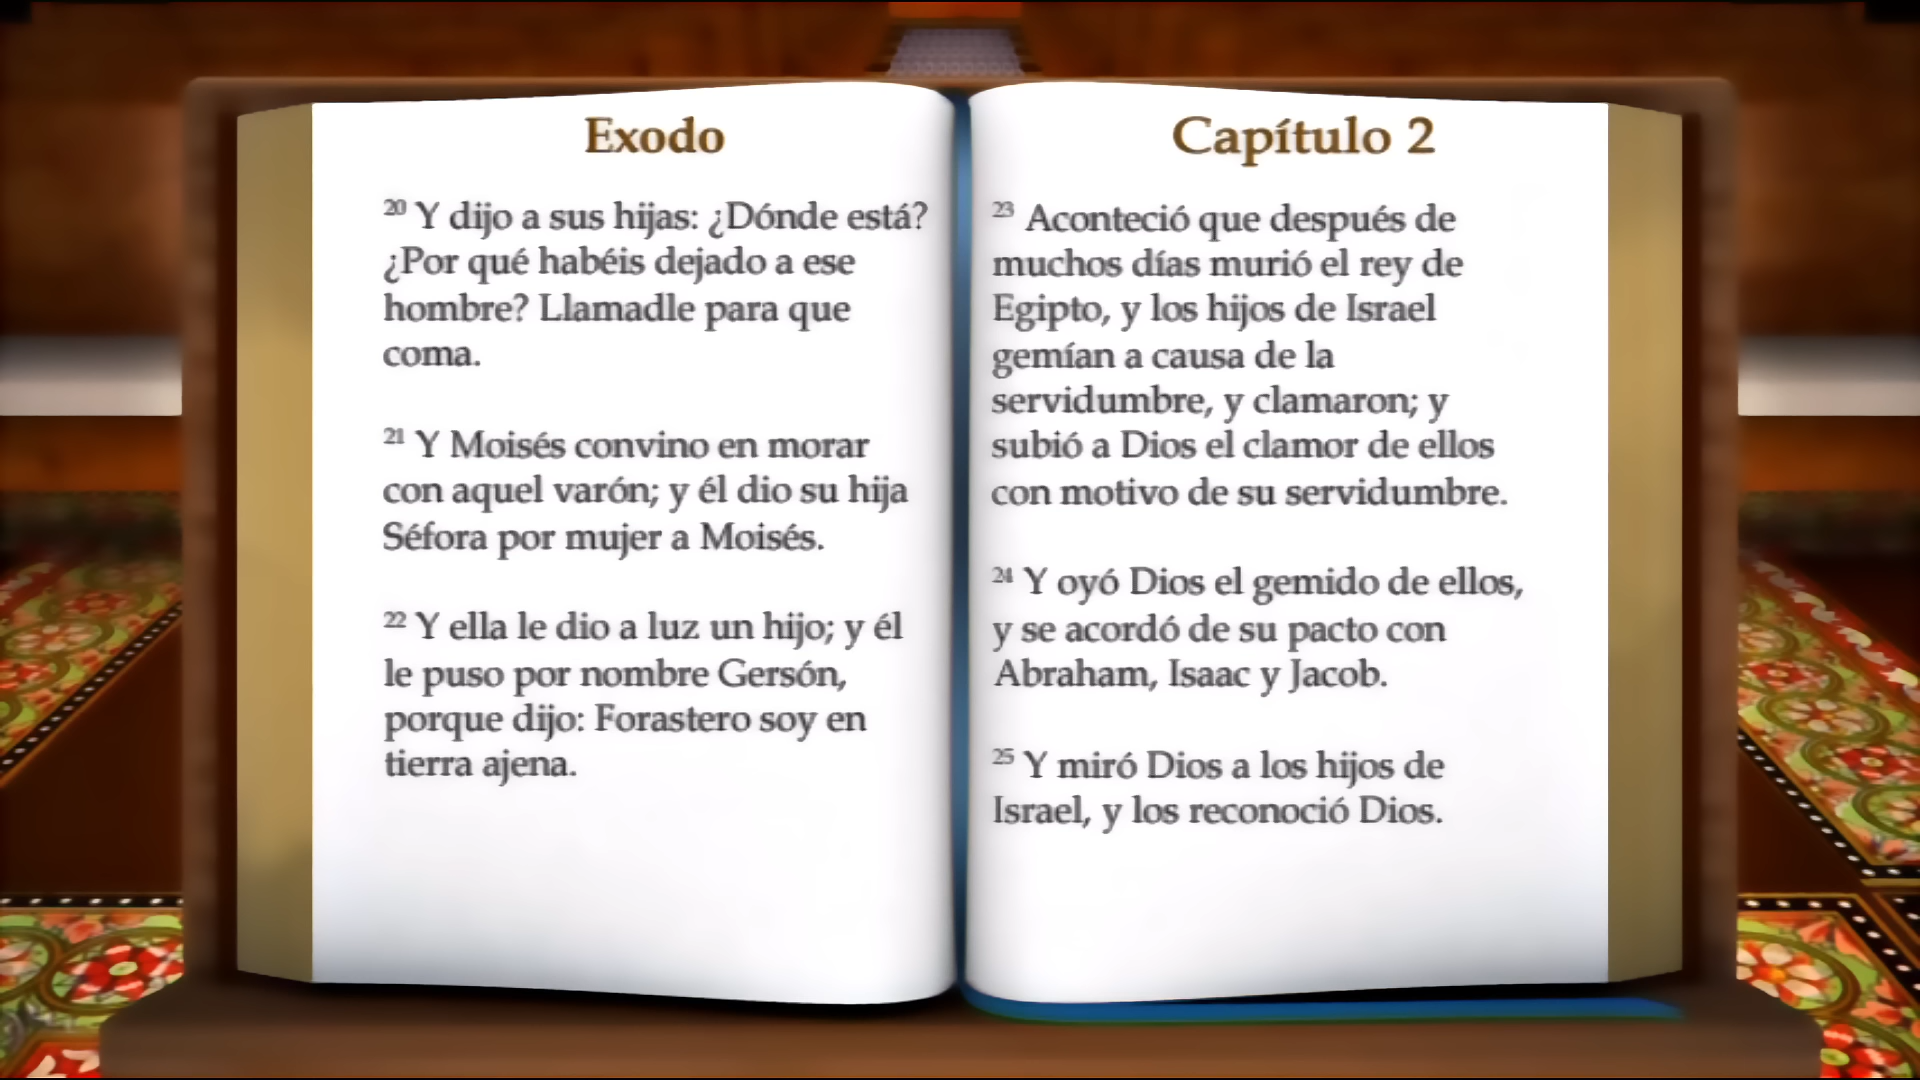 Exodo
20 Y dijo a sus hijas: ¿Dónde está?
¿Por qué habéis dejado a ese
hombre? Llamadle para que
coma.
21 Y Moisés convino en morar
con aquel varón; y él dio su hija
Séfora por mujer a Moisés.
22 Y ella le dio a luz un hijo; y él
le puso por nombre Gersón,
porque dijo: Forastero soy en
tierra ajena.
Capítulo 2
23 Aconteció que después de
muchos días murió el rey de
Egipto, y los hijos de Israel
gemían a causa de la
servidumbre, y clamaron; y
subió a Dios el clamor de ellos
con motivo de su servidumbre.
24 Y oyó Dios el gemido de ellos,
y se acordó de su pacto con
Abraham, Isaac y Jacob.
25 Y miró Dios a los hijos de
Israel, y los reconoció Dios.